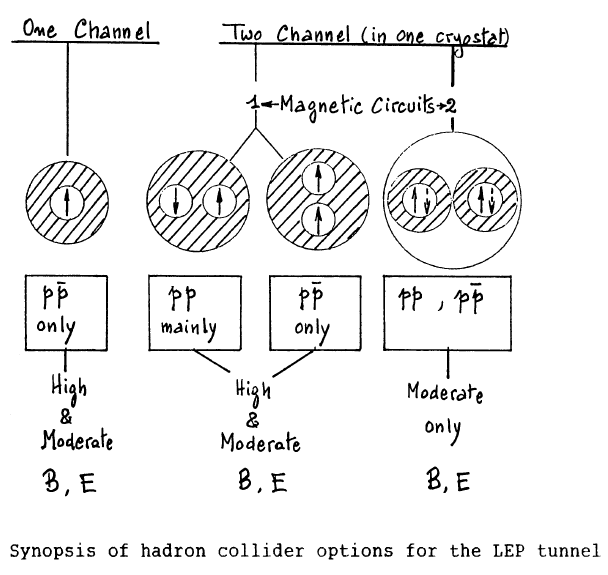 One Channel
Two Channel (in one cryostat)
1←Magnetic Circuits→2
pp̄
only
pp
mainly
pp̄
only
pp , pp̄
High
&
Moderate
B, E
High
&
Moderate
B, E
Moderate
only
B, E
Synopsis of hadron collider options for the LEP tunnel